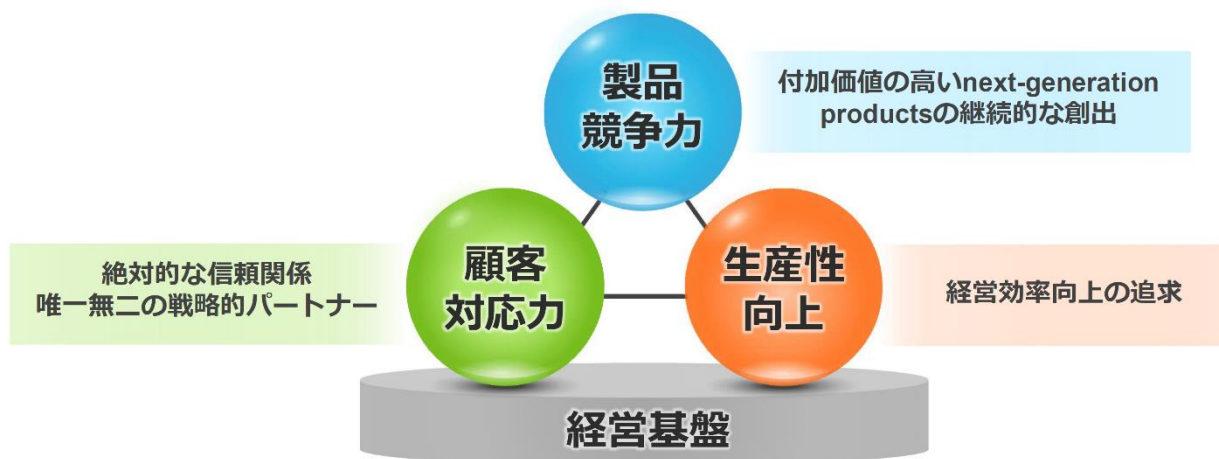 製品
競争力
付加価値の高いnext-generation
productsの継続的な創出
絶対的な信頼関係
唯一無二の戦略的パートナー
顧客
対応力
生産性
向上
経営効率向上の追求
経営基盤